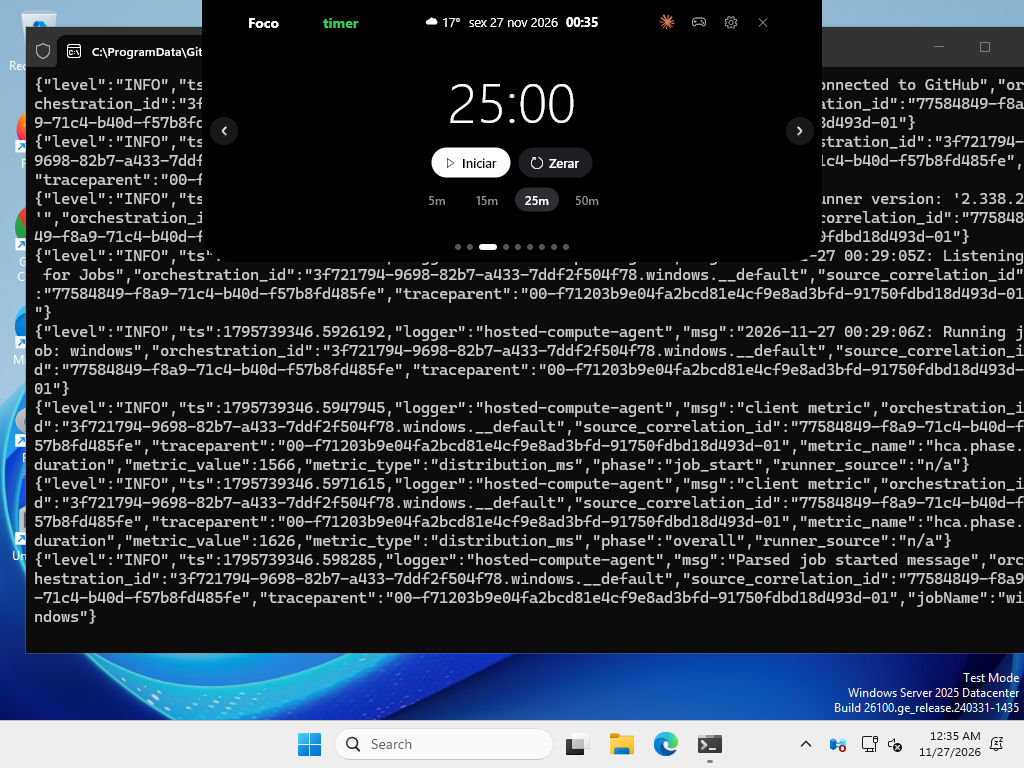 Foco
timer
17° sex 27 nov 2026 00:35
25:00
Iniciar
Zerar
5m 15m 25m 50m
C:\ProgramData\Git
{"level":"INFO","ts
onnected to GitHub","or
chestration_id":"3f
_id":"77584849-f8a
9-71c4-b40d-f57b8fd
d493d-01"}
{"level":"INFO","ts
stration_id":"3f721794-
9698-82b7-a433-7ddf
1c4-b40d-f57b8fd485fe",
"traceparent":"00-f
{"level":"INFO","ts
nner version: '2.338.2
'","orchestration_i
correlation_id":"775848
49-f8a9-71c4-b40d-f
01-91750fdbd18d493d-01"}
{"level":"INFO","ts"
-27 00:29:05Z: Listening
 for Jobs","orchestration_id":"3f721794-9698-82b7-a433-7ddf2f504f78.windows.__default","source_correlation_id"
:"77584849-f8a9-71c4-b40d-f57b8fd485fe","traceparent":"00-f71203b9e04fa2bcd81e4cf9e8ad3bfd-91750fdbd18d493d-01
"}
{"level":"INFO","ts":1795739346.5926192,"logger":"hosted-compute-agent","msg":"2026-11-27 00:29:06Z: Running j
ob: windows","orchestration_id":"3f721794-9698-82b7-a433-7ddf2f504f78.windows.__default","source_correlation_i
d":"77584849-f8a9-71c4-b40d-f57b8fd485fe","traceparent":"00-f71203b9e04fa2bcd81e4cf9e8ad3bfd-91750fdbd18d493d-
01"}
{"level":"INFO","ts":1795739346.5947945,"logger":"hosted-compute-agent","msg":"client metric","orchestration_i
d":"3f721794-9698-82b7-a433-7ddf2f504f78.windows.__default","source_correlation_id":"77584849-f8a9-71c4-b40d-f
57b8fd485fe","traceparent":"00-f71203b9e04fa2bcd81e4cf9e8ad3bfd-91750fdbd18d493d-01","metric_name":"hca.phase.
duration","metric_value":1566,"metric_type":"distribution_ms","phase":"job_start","runner_source":"n/a"}
{"level":"INFO","ts":1795739346.5971615,"logger":"hosted-compute-agent","msg":"client metric","orchestration_i
d":"3f721794-9698-82b7-a433-7ddf2f504f78.windows.__default","source_correlation_id":"77584849-f8a9-71c4-b40d-f
57b8fd485fe","traceparent":"00-f71203b9e04fa2bcd81e4cf9e8ad3bfd-91750fdbd18d493d-01","metric_name":"hca.phase.
duration","metric_value":1626,"metric_type":"distribution_ms","phase":"overall","runner_source":"n/a"}
{"level":"INFO","ts":1795739346.598285,"logger":"hosted-compute-agent","msg":"Parsed job started message","orc
hestration_id":"3f721794-9698-82b7-a433-7ddf2f504f78.windows.__default","source_correlation_id":"77584849-f8a9
-71c4-b40d-f57b8fd485fe","traceparent":"00-f71203b9e04fa2bcd81e4cf9e8ad3bfd-91750fdbd18d493d-01","jobName":"wi
ndows"}
Test Mode
Windows Server 2025 Datacenter
Build 26100.ge_release.240331-1435
Search
12:35 AM
11/27/2026